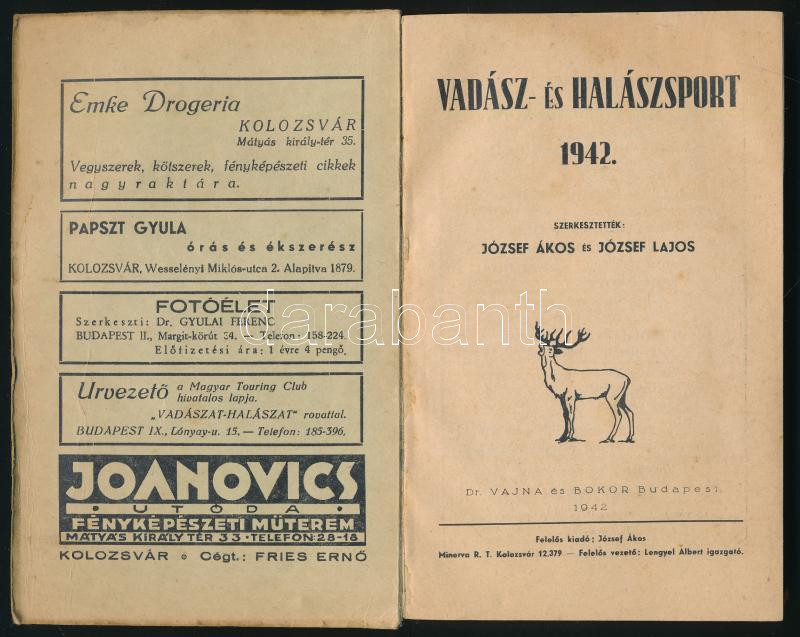 Emke Drogeria
KOLOZSVÁR
Mátyás király-tér 35.
Vegyszerek, kötszerek, fényképészeti cikkek
nagyraktára.
PAPSZT GYULA
órás és ékszerész
KOLOZSVÁR, Wesselényi Miklós-utca 2. Alapitva 1879.
FOTÓÉLET
Szerkeszti: Dr. GYULAI FERENC
BUDAPEST II., Margit-körút 34. — Telefon: 158-224.
Előfizetési ára: 1 évre 4 pengő.
Urvezető a Magyar Touring Club
hivatalos lapja.
„VADÁSZAT-HALÁSZAT" rovattal.
BUDAPEST IX., Lónyay-u. 15. — Telefon: 185-396.
JOANOVICS
• UTÓDA •
FÉNYKÉPÉSZETI MŰTEREM
MÁTYÁS KIRÁLY TÉR 33 • TELEFON: 28-18
KOLOZSVÁR • Cégt.: FRIES ERNŐ
VADÁSZ- ÉS HALÁSZSPORT
1942.
SZERKESZTETTÉK:
JÓZSEF ÁKOS ÉS JÓZSEF LAJOS
Dr. VAJNA és BOKOR Budapest.
1942
Felelős kiadó: József Ákos
Minerva R. T. Kolozsvár 12.379 — Felelős vezető: Lengyel Albert igazgató.
darabanth